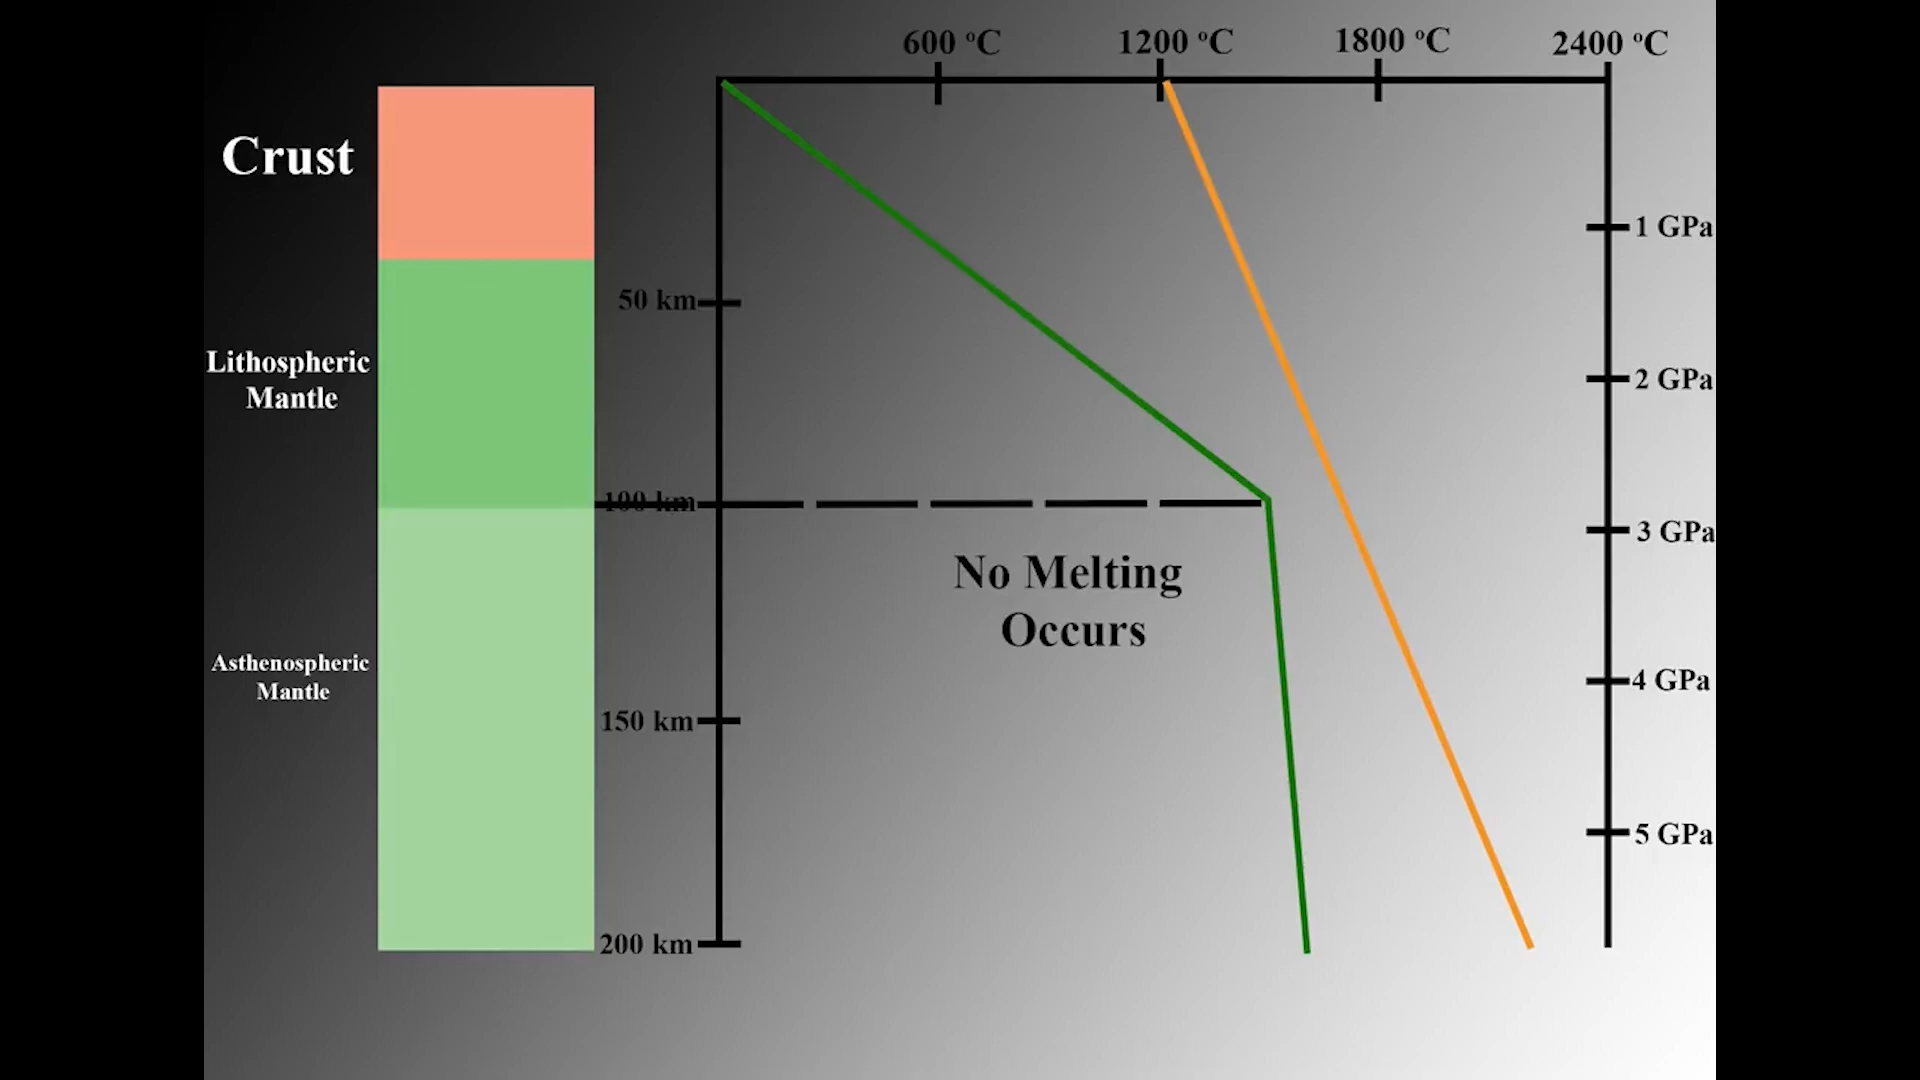 600 °C
1200 °C
1800 °C
2400 °C
Crust
1 GPa
50 km
Lithospheric
Mantle
2 GPa
100 km
3 GPa
No Melting
Occurs
Asthenospheric
Mantle
4 GPa
150 km
5 GPa
200 km